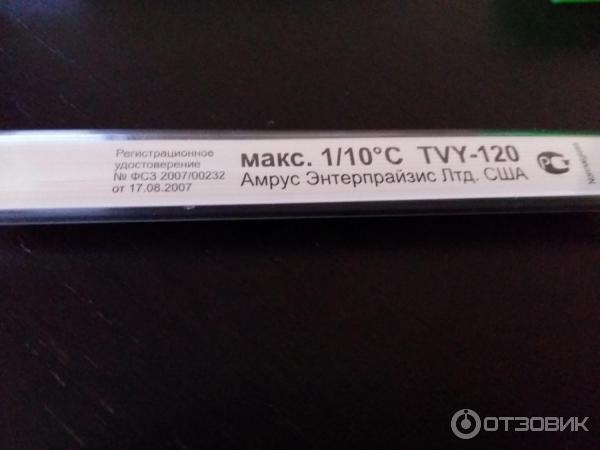 Регистрационное
удостоверение
№ ФСЗ 2007/00232
от 17.08.2007
макс. 1/10°C TVY-120
Амрус Энтерпрайзис Лтд. США
РС
ОТЗОВИК